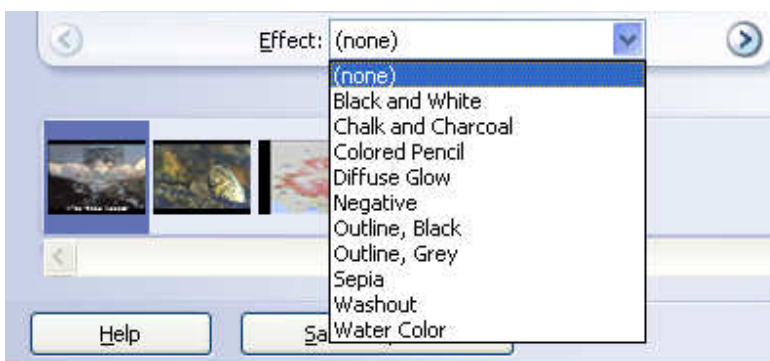 Effect: (none)
(none)
Black and White
Chalk and Charcoal
Colored Pencil
Diffuse Glow
Negative
Outline, Black
Outline, Grey
Sepia
Washout
Water Color
Help